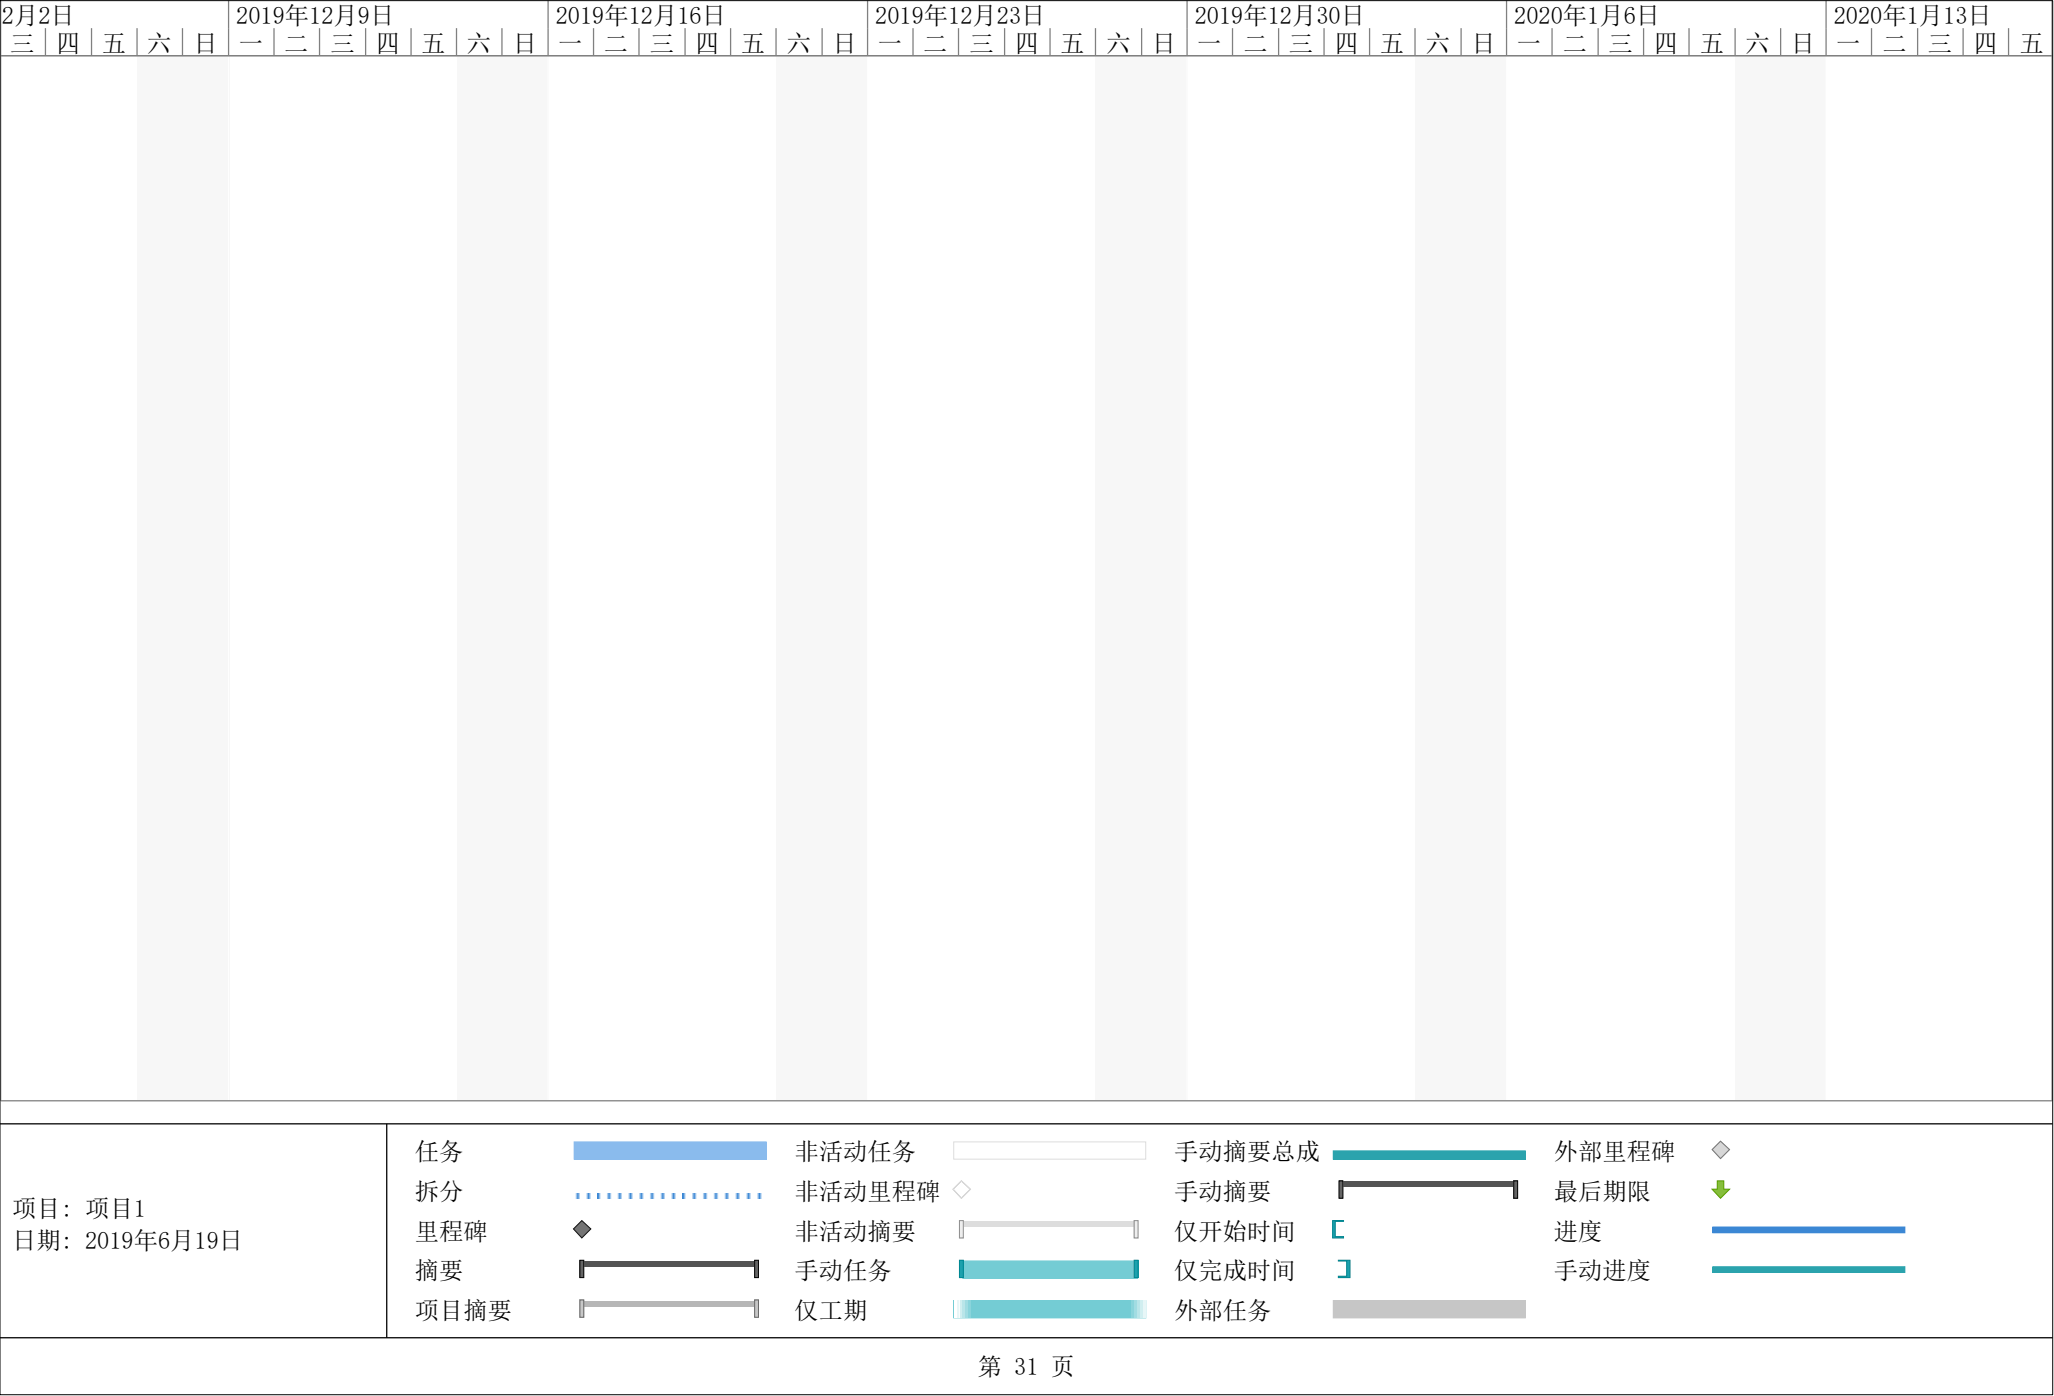 2月2日 2019年12月9日 2019年12月16日 2019年12月23日 2019年12月30日 2020年1月6日 2020年1月13日
三 四 五 六 日 一 二 三 四 五 六 日 一 二 三 四 五 六 日 一 二 三 四 五 六 日 一 二 三 四 五 六 日 一 二 三 四 五 六 日 一 二 三 四 五
项目: 项目1
日期: 2019年6月19日
任务 非活动任务 手动摘要总成 外部里程碑
拆分 非活动里程碑 手动摘要 最后期限
里程碑 非活动摘要 仅开始时间 进度
摘要 手动任务 仅完成时间 手动进度
项目摘要 仅工期 外部任务
第 31 页